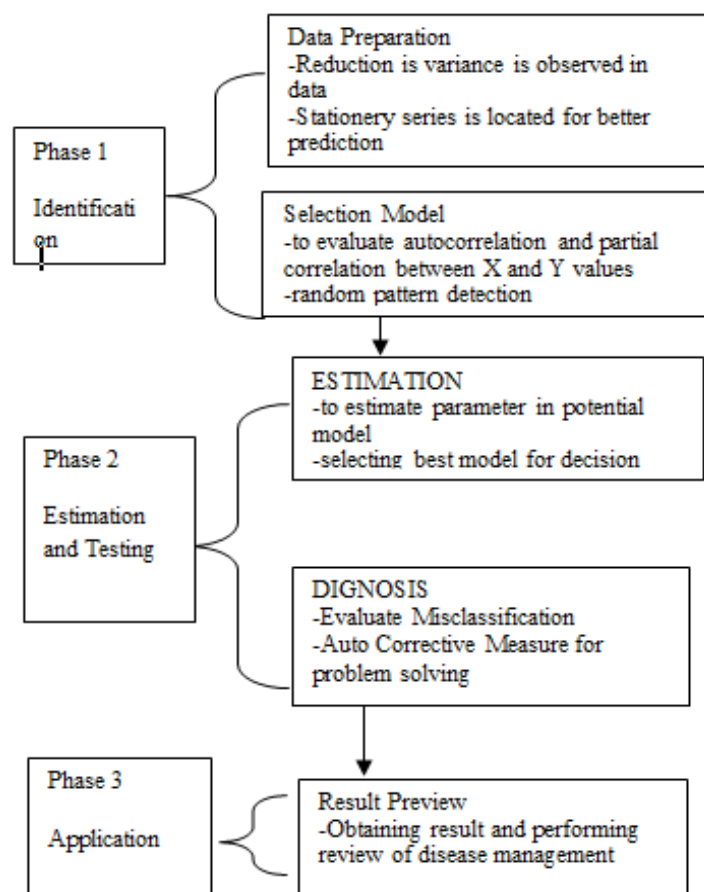 Data Preparation
-Reduction is variance is observed in
data
-Stationery series is located for better
prediction
Phase 1
Identificati
on
Selection Model
-to evaluate autocorrelation and partial
correlation between X and Y values
-random pattern detection
ESTIMATION
-to estimate parameter in potential
model
-selecting best model for decision
Phase 2
Estimation
and Testing
DIGNOSIS
-Evaluate Misclassification
-Auto Corrective Measure for
problem solving
Phase 3
Application
Result Preview
-Obtaining result and performing
review of disease management